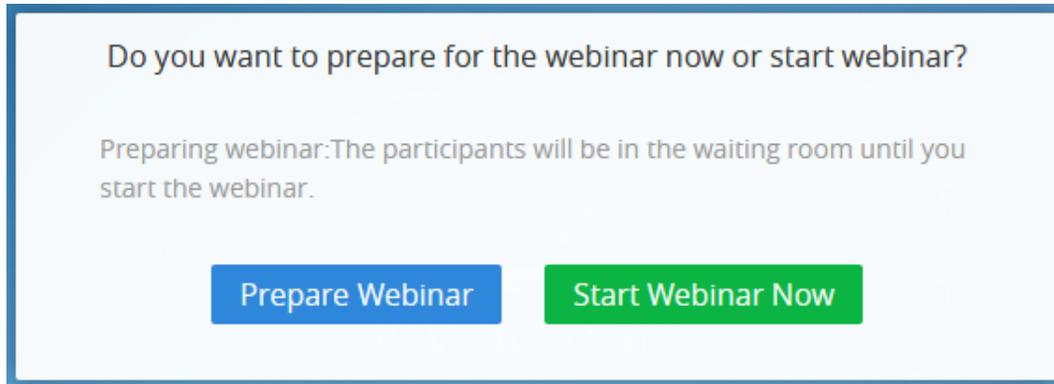 Do you want to prepare for the webinar now or start webinar?
Preparing webinar:The participants will be in the waiting room until you
start the webinar.
Prepare Webinar
Start Webinar Now